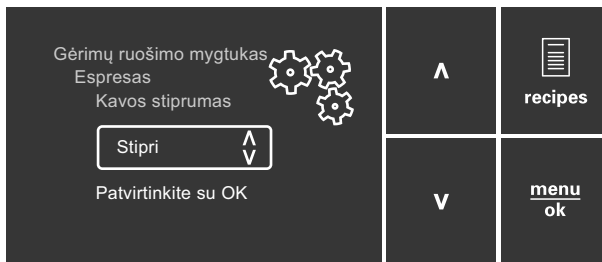 Gėrimų ruošimo mygtukas
Espresas
Kavos stiprumas
Stipri
Patvirtinkite su OK
recipes
menu
ok